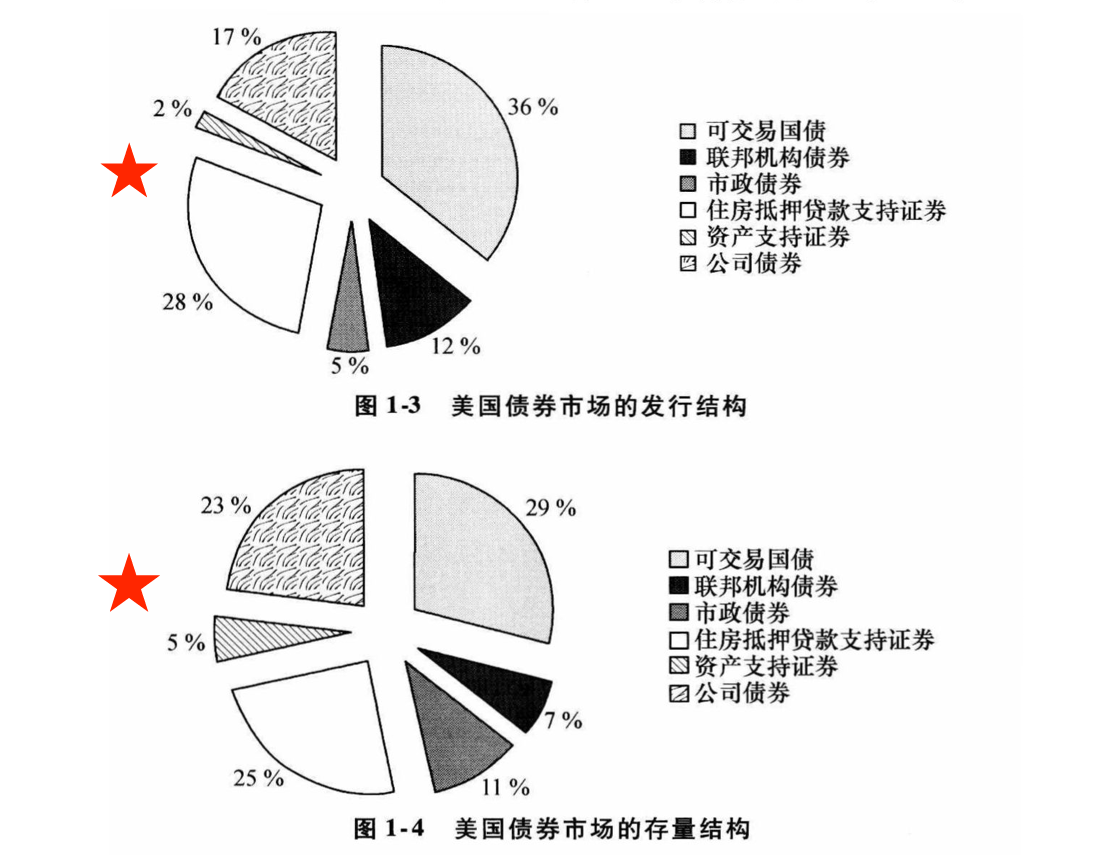 17 %
36 %
2 %
28 %
12 %
5 %
可交易国债
联邦机构债券
市政债券
住房抵押贷款支持证券
资产支持证券
公司债券
图 1-3 美国债券市场的发行结构
23 %
29 %
5 %
7 %
25 %
11 %
可交易国债
联邦机构债券
市政债券
住房抵押贷款支持证券
资产支持证券
公司债券
图 1-4 美国债券市场的存量结构